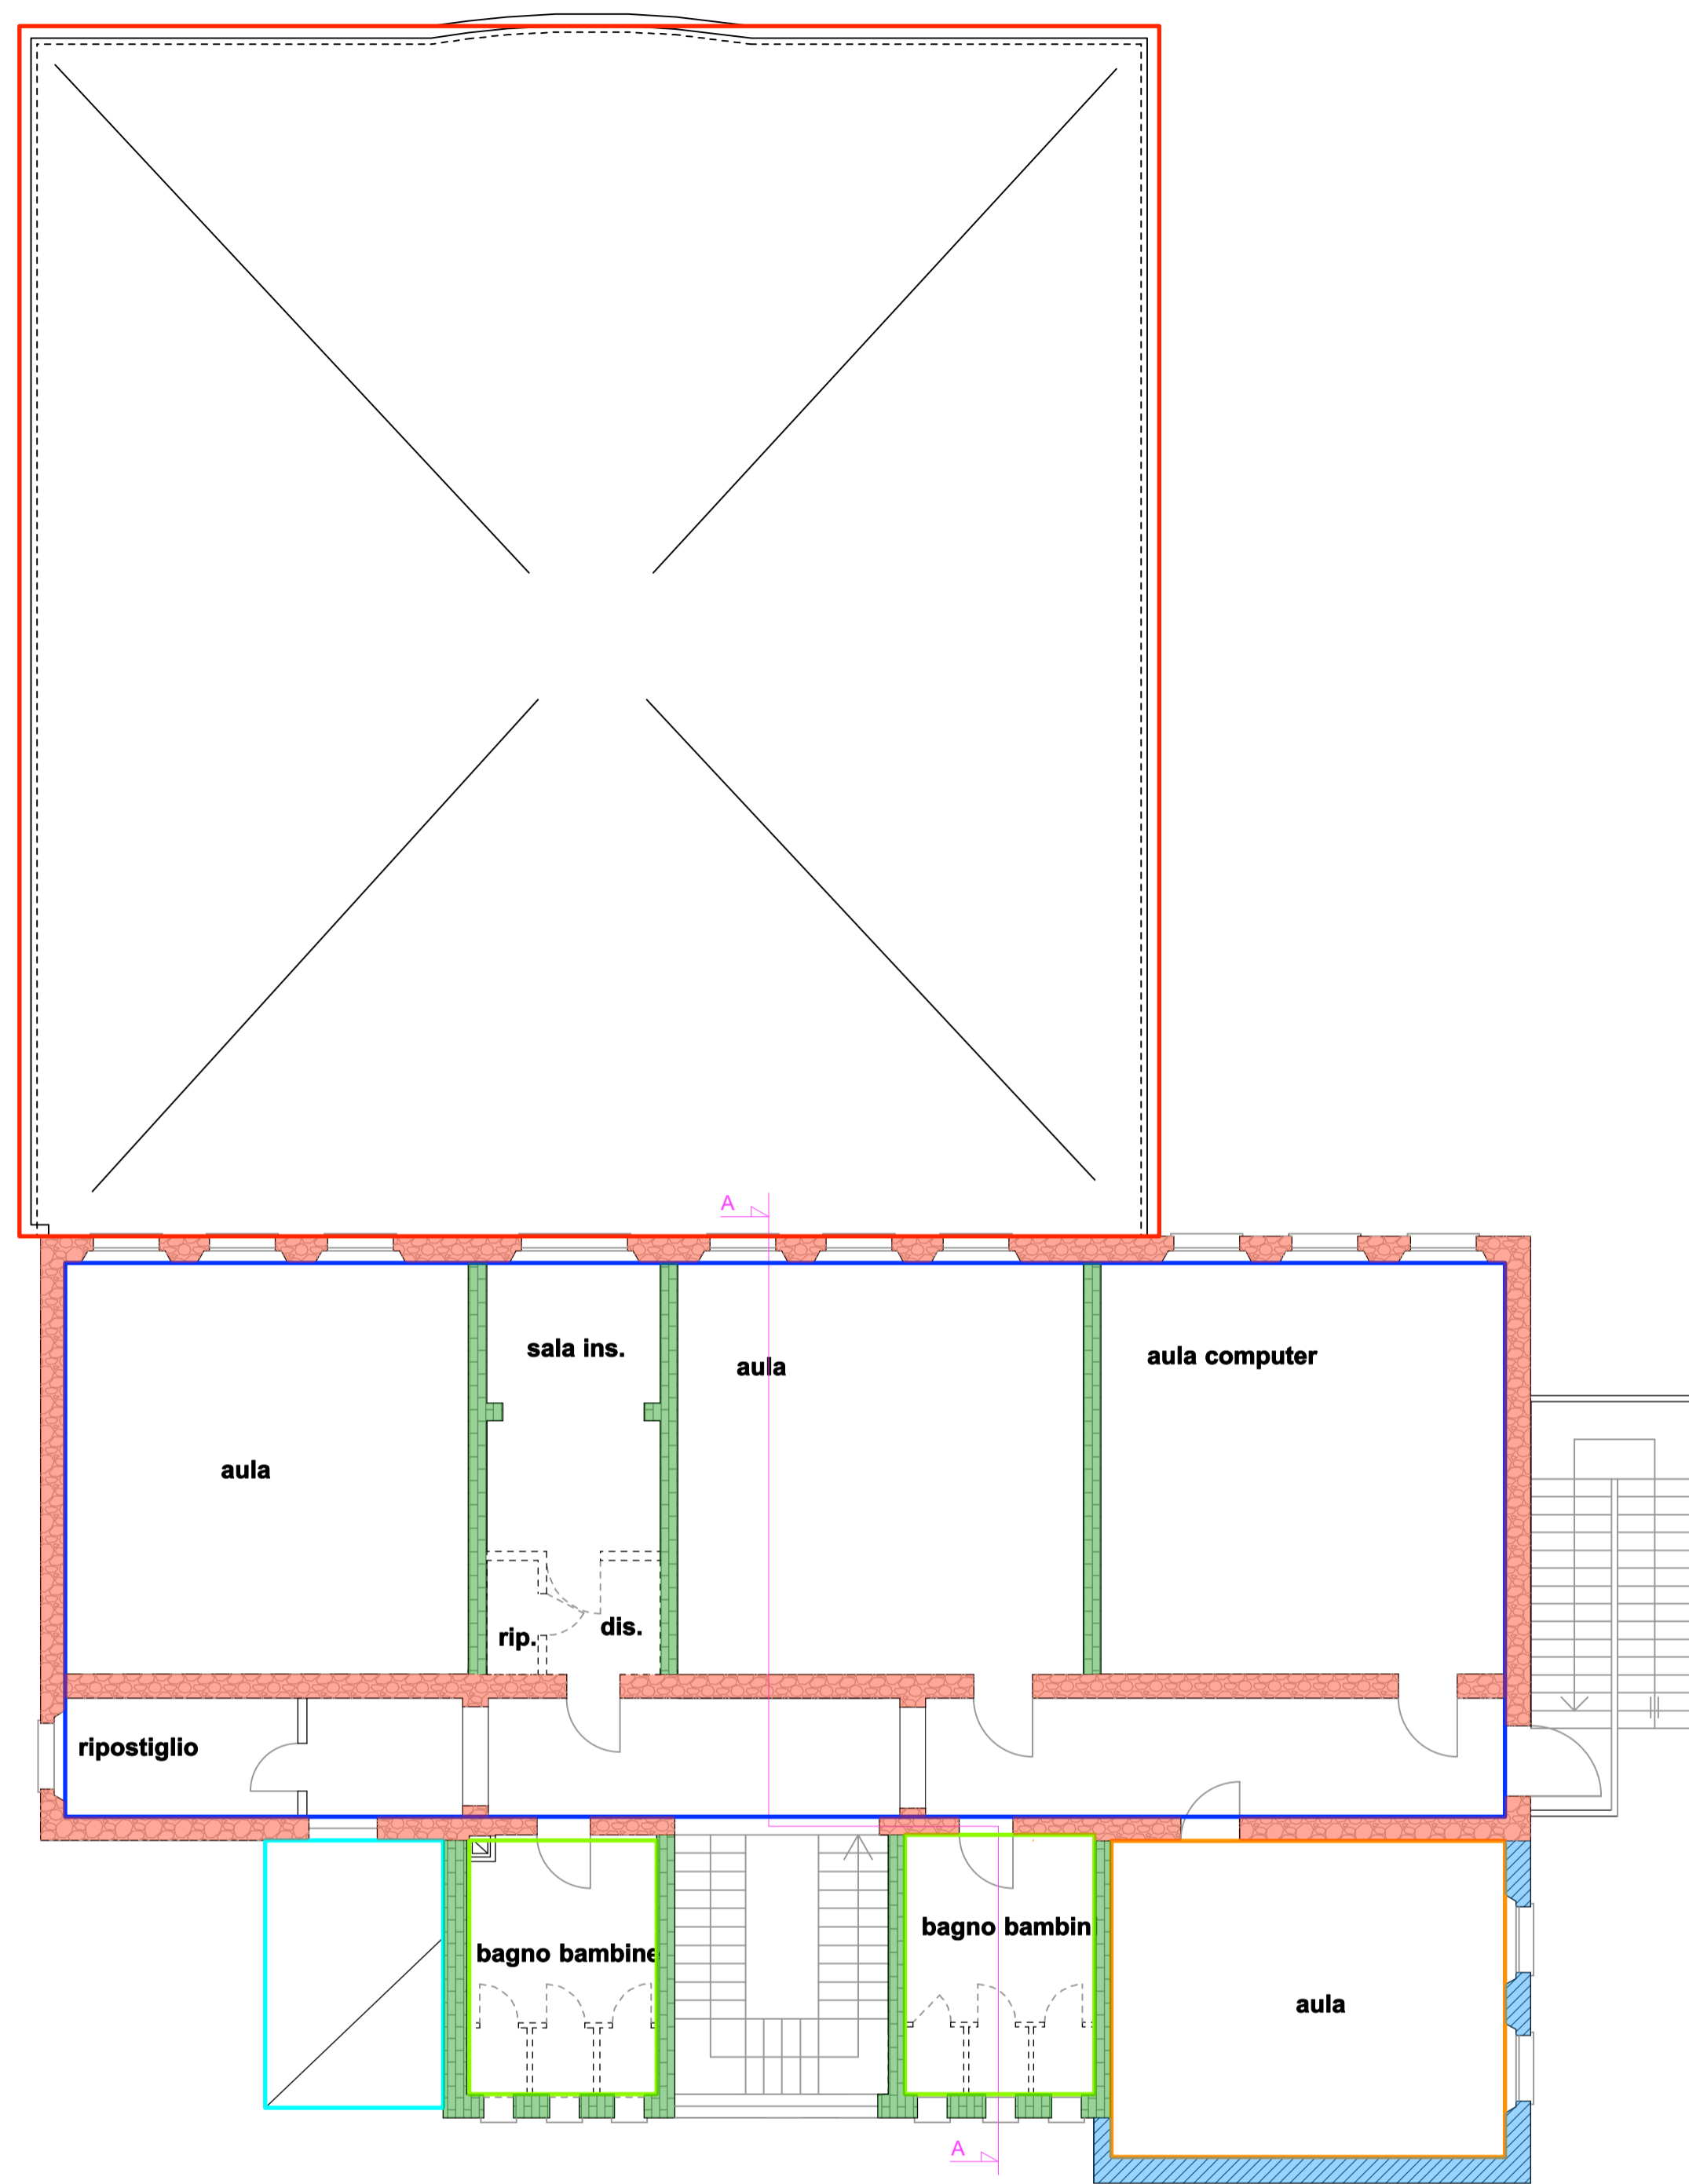 A
sala ins.
aula
aula computer
aula
rip.
dis.
ripostiglio
bagno bambin
bagno bambine
aula
A